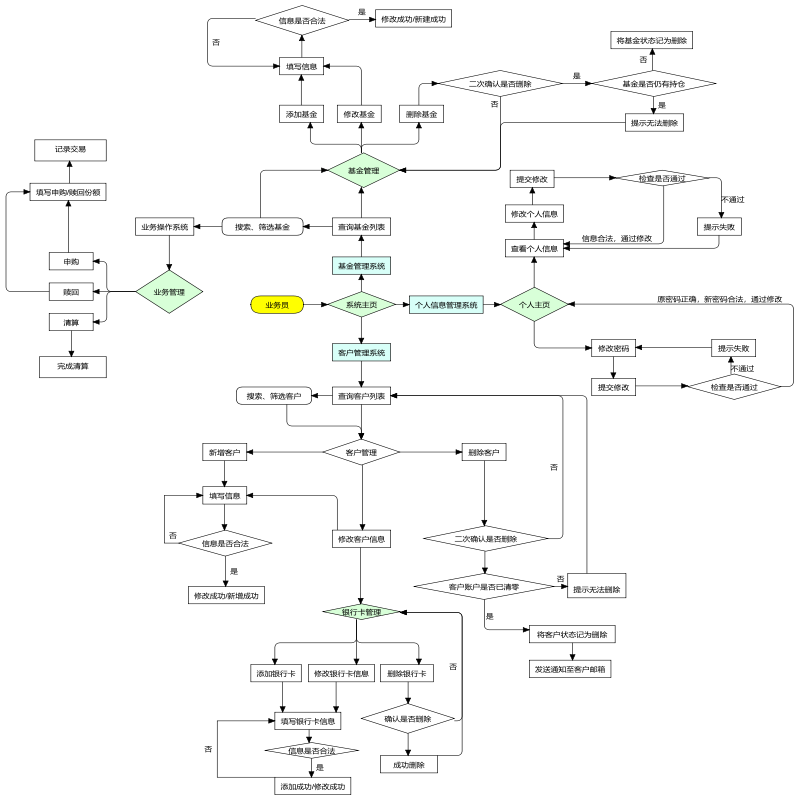 信息是否合法
是
修改成功/新建成功
否
填写信息
添加基金
修改基金
删除基金
二次确认是否删除
是
否
将基金状态记为删除
否
基金是否仍有持仓
是
提示无法删除
基金管理
记录交易
填写申购/赎回份额
业务操作系统
搜索、筛选基金
查询基金列表
申购
赎回
清算
完成清算
业务管理
基金管理系统
业务员
系统主页
个人信息管理系统
个人主页
提交修改
检查是否通过
不通过
修改个人信息
提示失败
信息合法，通过修改
查看个人信息
原密码正确，新密码合法，通过修改
修改密码
提示失败
不通过
提交修改
检查是否通过
客户管理系统
搜索、筛选客户
查询客户列表
新增客户
客户管理
删除客户
否
填写信息
否
信息是否合法
是
修改成功/新增成功
修改客户信息
二次确认是否删除
客户账户是否已清零
否
提示无法删除
是
将客户状态记为删除
发送通知至客户邮箱
银行卡管理
添加银行卡
修改银行卡信息
删除银行卡
否
填写银行卡信息
确认是否删除
否
信息是否合法
是
成功删除
添加成功/修改成功